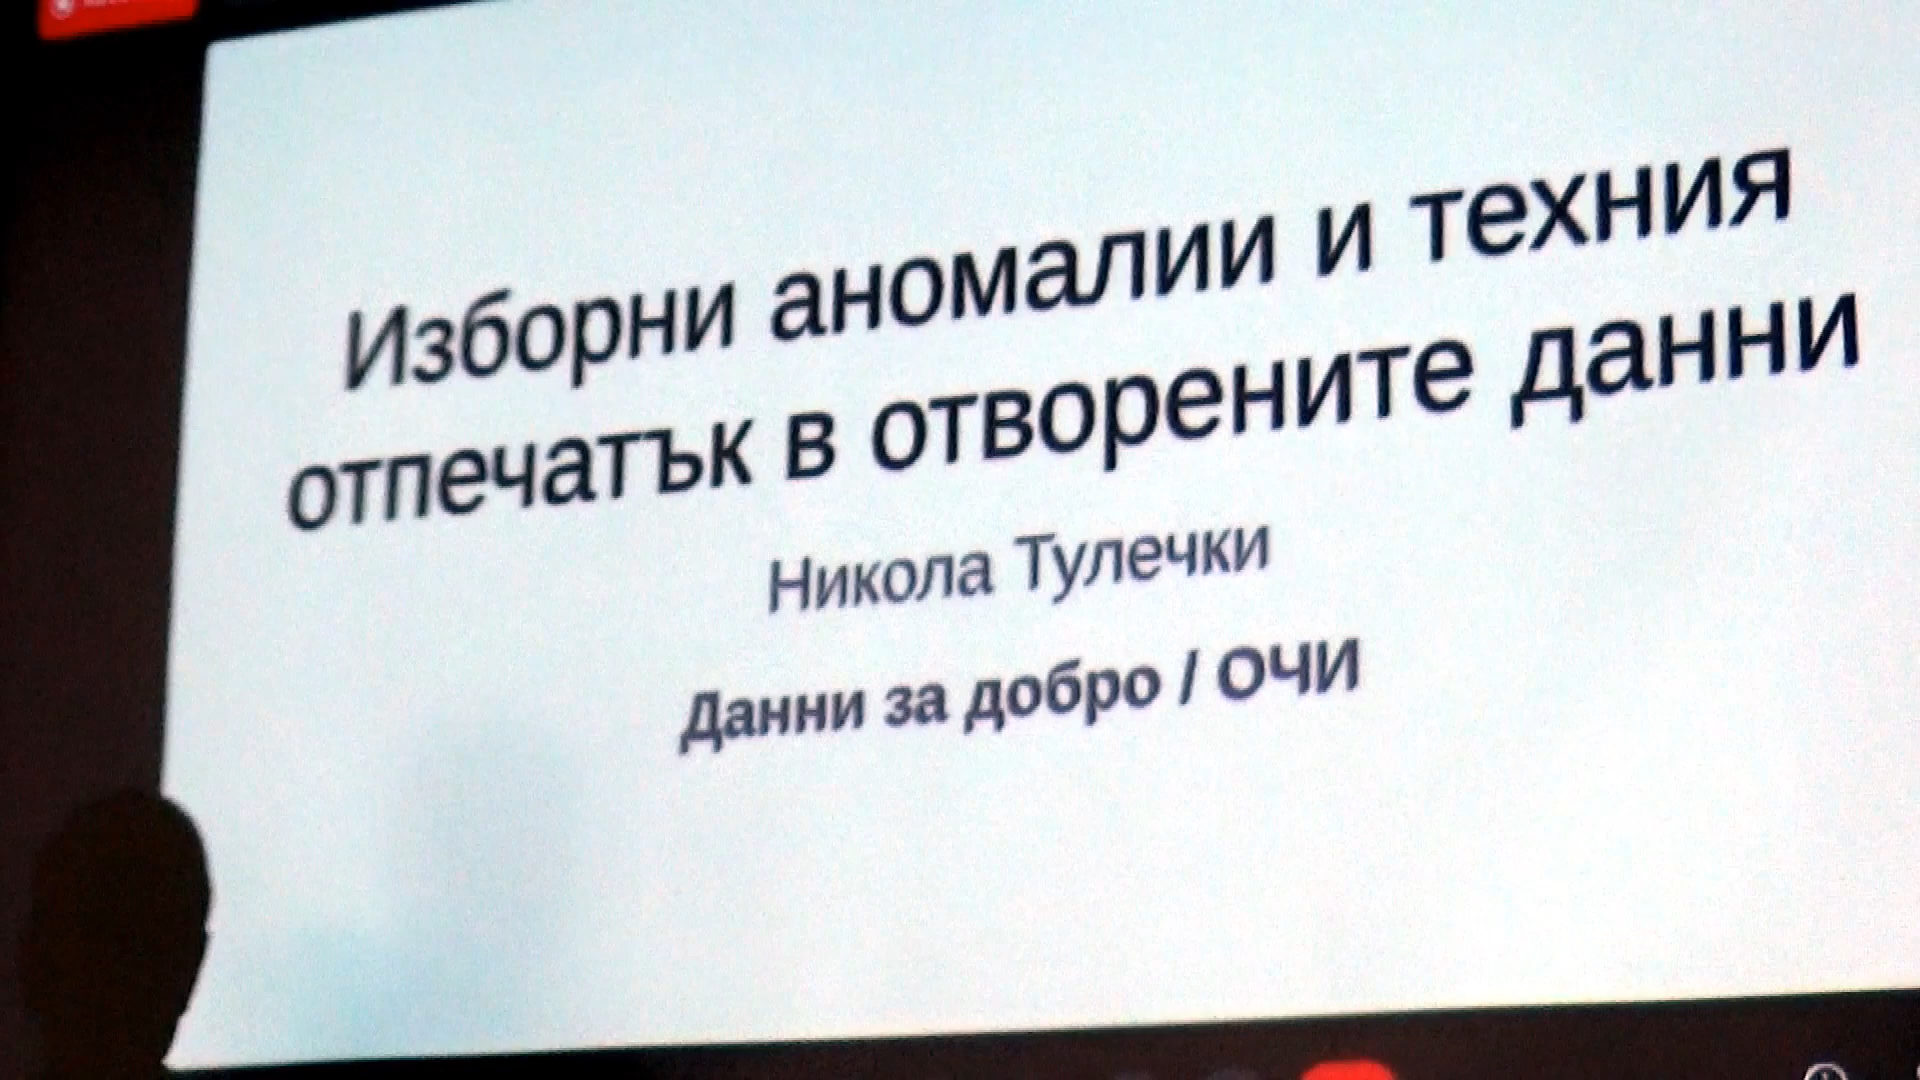 Изборни аномалии и техния
отпечатък в отворените данни
Никола Тулечки
Данни за добро / ОЧИ